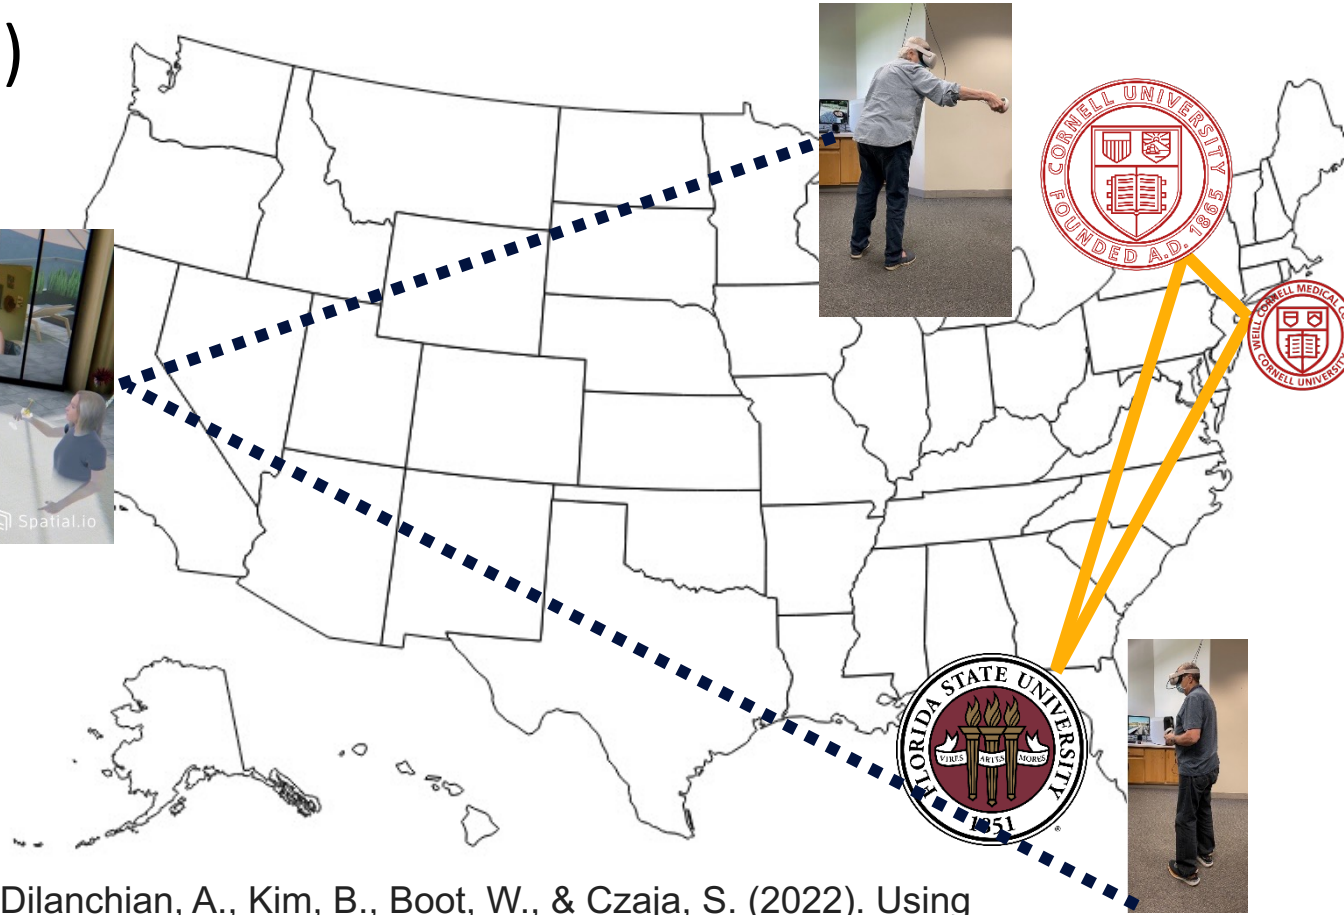 )
CORNELL UNIVERSITY
FOUNDED A.D. 1865
WEILL CORNELL MEDICAL
CORNELL UNIVERSITY
Spatial.io
FLORIDA STATE UNIVERSITY
VIRES ARTES MORES
1851
Dilanchian, A., Kim, B., Boot, W., & Czaja, S. (2022). Using